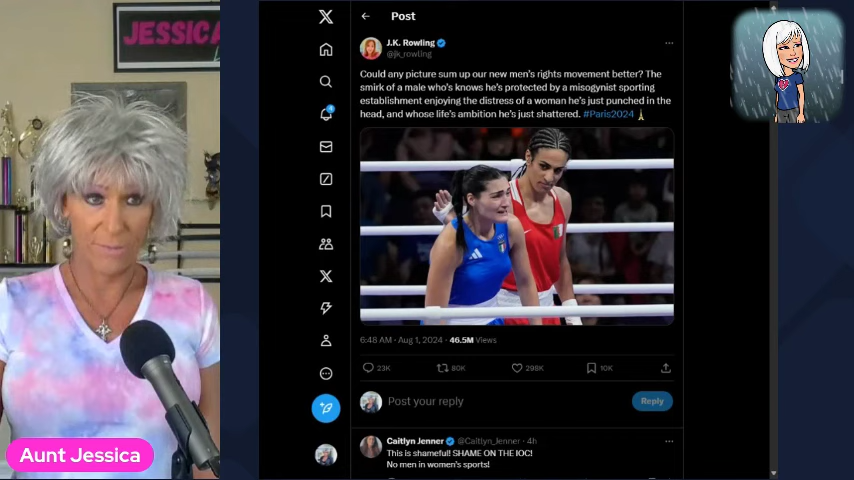 JESSICA
Post
J.K. Rowling
@jk_rowling
Could any picture sum up our new men's rights movement better? The
smirk of a male who's knows he's protected by a misogynist sporting
establishment enjoying the distress of a woman he's just punched in the
head, and whose life's ambition he's just shattered. #Paris2024
6:48 AM · Aug 1, 2024 · 46.5M Views
23K 80K 298K 10K
Post your reply
Reply
Caitlyn Jenner @Caitlyn_Jenner · 4h
This is shameful! SHAME ON THE IOC!
No men in women's sports!
Aunt Jessica